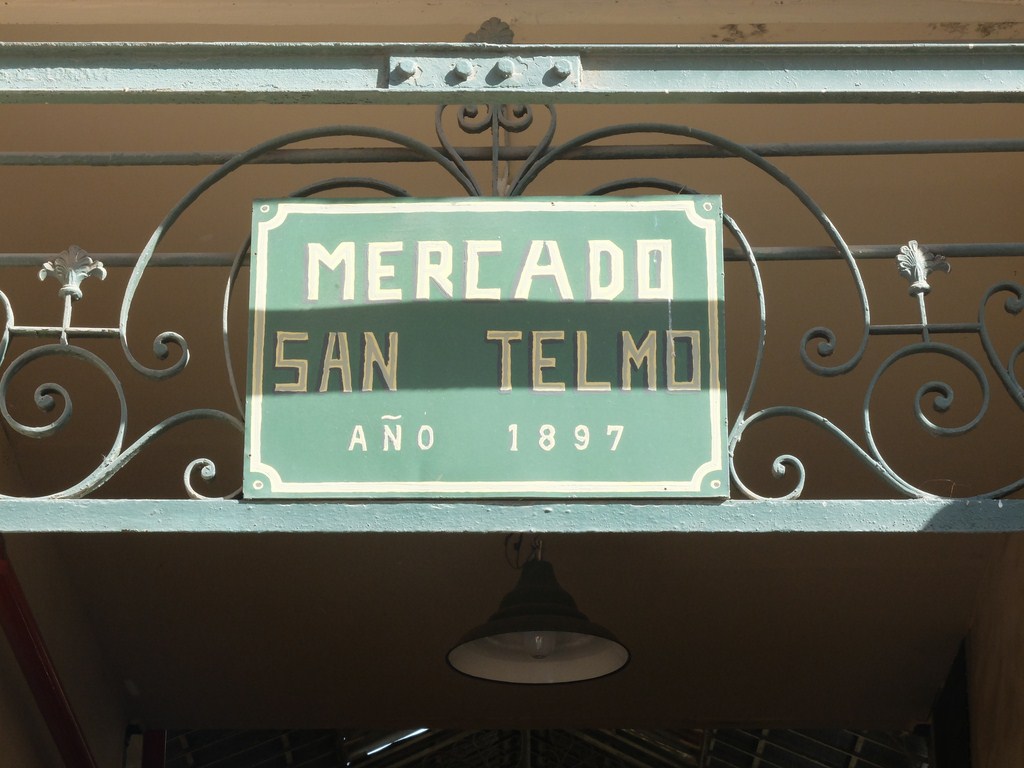 MERCADO
SAN TELMO
AÑO 1897